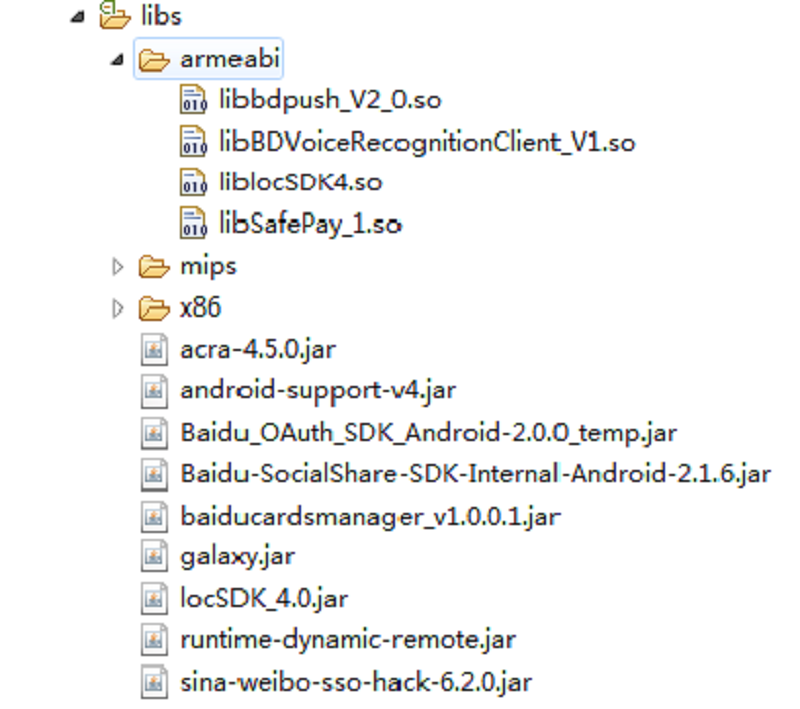 libs
armeabi
libbdpush_V2_0.so
libBDVoiceRecognitionClient_V1.so
liblocSDK4.so
libSafePay_1.so
mips
x86
acra-4.5.0.jar
android-support-v4.jar
Baidu_OAuth_SDK_Android-2.0.0_temp.jar
Baidu-SocialShare-SDK-Internal-Android-2.1.6.jar
baiducardsmanager_v1.0.0.1.jar
galaxy.jar
locSDK_4.0.jar
runtime-dynamic-remote.jar
sina-weibo-sso-hack-6.2.0.jar